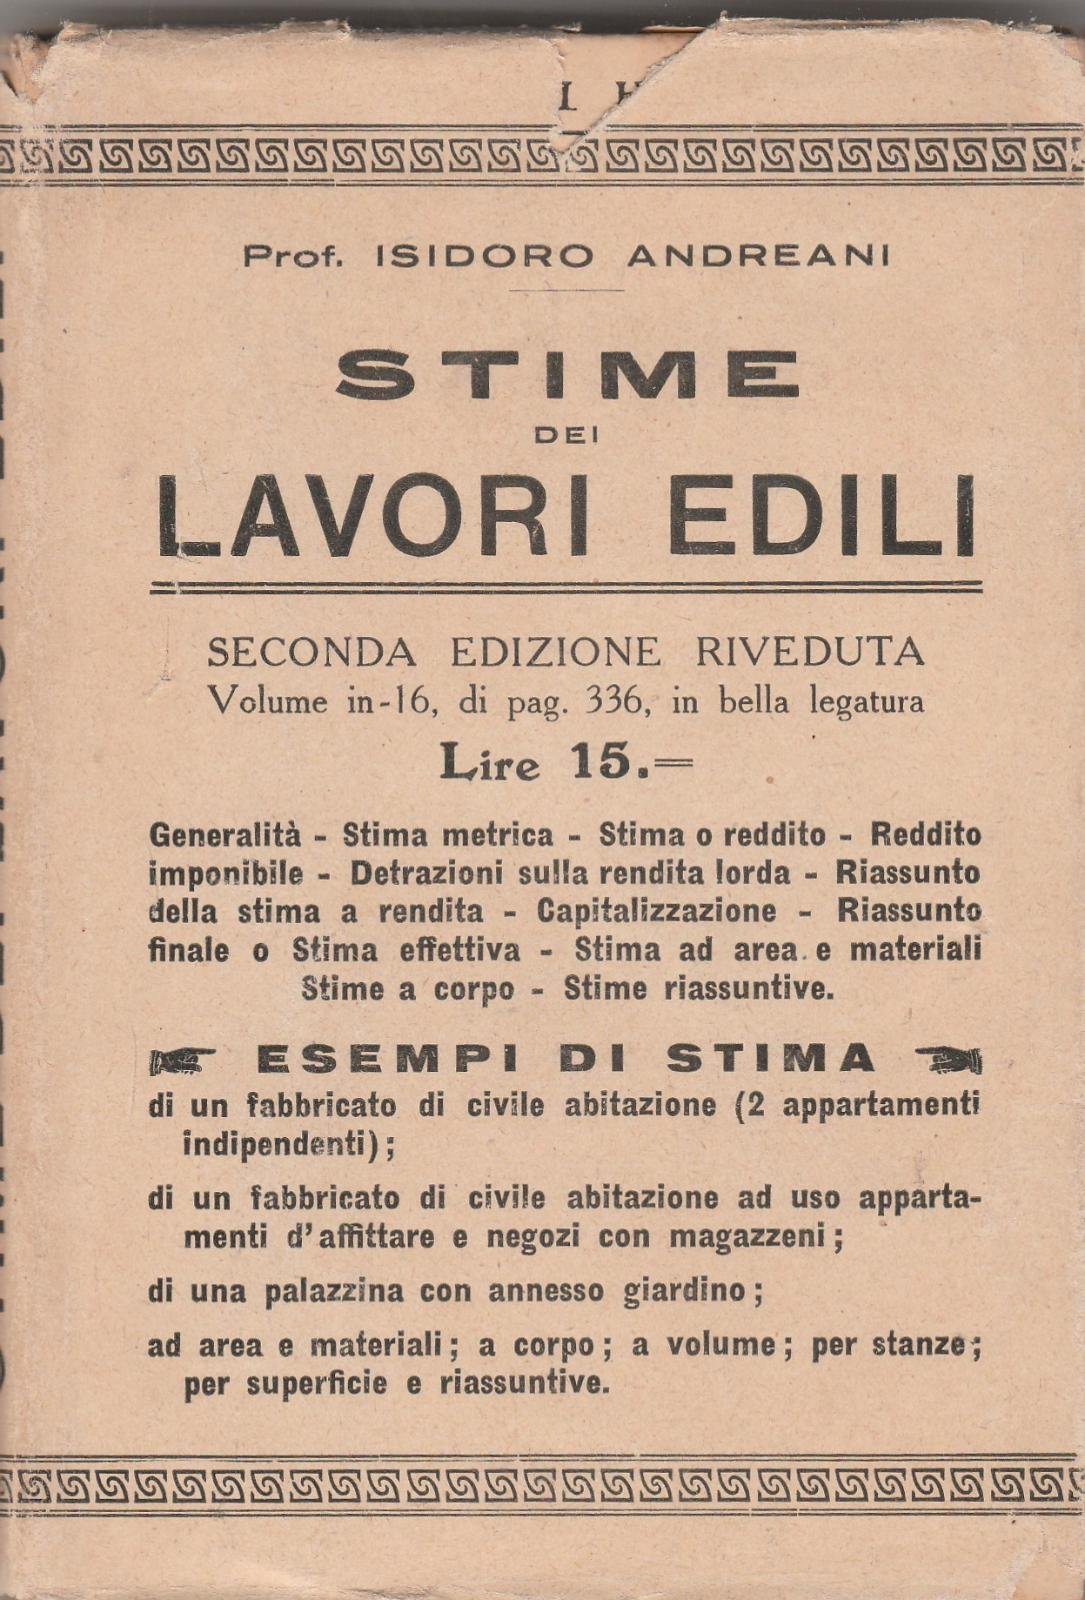 I H
Prof. ISIDORO ANDREANI
STIME
DEI
LAVORI EDILI
SECONDA EDIZIONE RIVEDUTA
Volume in-16, di pag. 336, in bella legatura
Lire 15.=
Generalità - Stima metrica - Stima o reddito - Reddito
imponibile - Detrazioni sulla rendita lorda - Riassunto
della stima a rendita - Capitalizzazione - Riassunto
finale o Stima effettiva - Stima ad area e materiali
Stime a corpo - Stime riassuntive.
ESEMPI DI STIMA
di un fabbricato di civile abitazione (2 appartamenti
indipendenti);
di un fabbricato di civile abitazione ad uso apparta-
menti d'affittare e negozi con magazzeni;
di una palazzina con annesso giardino;
ad area e materiali; a corpo; a volume; per stanze;
per superficie e riassuntive.